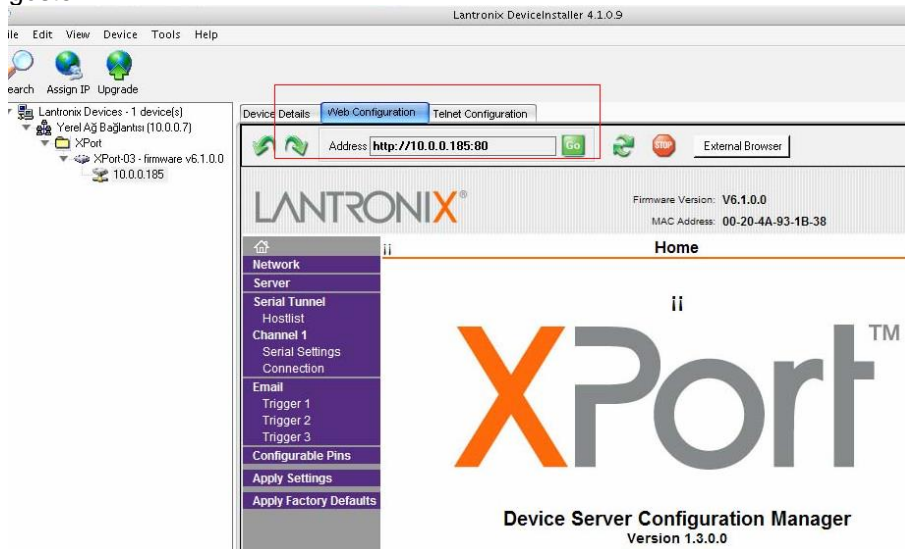 Lantronix DeviceInstaller 4.1.0.9
ile Edit View Device Tools Help
earch Assign IP Upgrade
Lantronix Devices - 1 device(s)
Yerel Ağ Bağlantısı (10.0.0.7)
XPort
XPort-03 - firmware v6.1.0.0
10.0.0.185
Device Details Web Configuration Telnet Configuration
Address http://10.0.0.185:80 Go STOP External Browser
LANTRONIX®
Firmware Version: V6.1.0.0
MAC Address: 00-20-4A-93-1B-38
Network
Server
Serial Tunnel
Hostlist
Channel 1
Serial Settings
Connection
Email
Trigger 1
Trigger 2
Trigger 3
Configurable Pins
Apply Settings
Apply Factory Defaults
¡¡ Home
¡¡
XPort™
Device Server Configuration Manager
Version 1.3.0.0